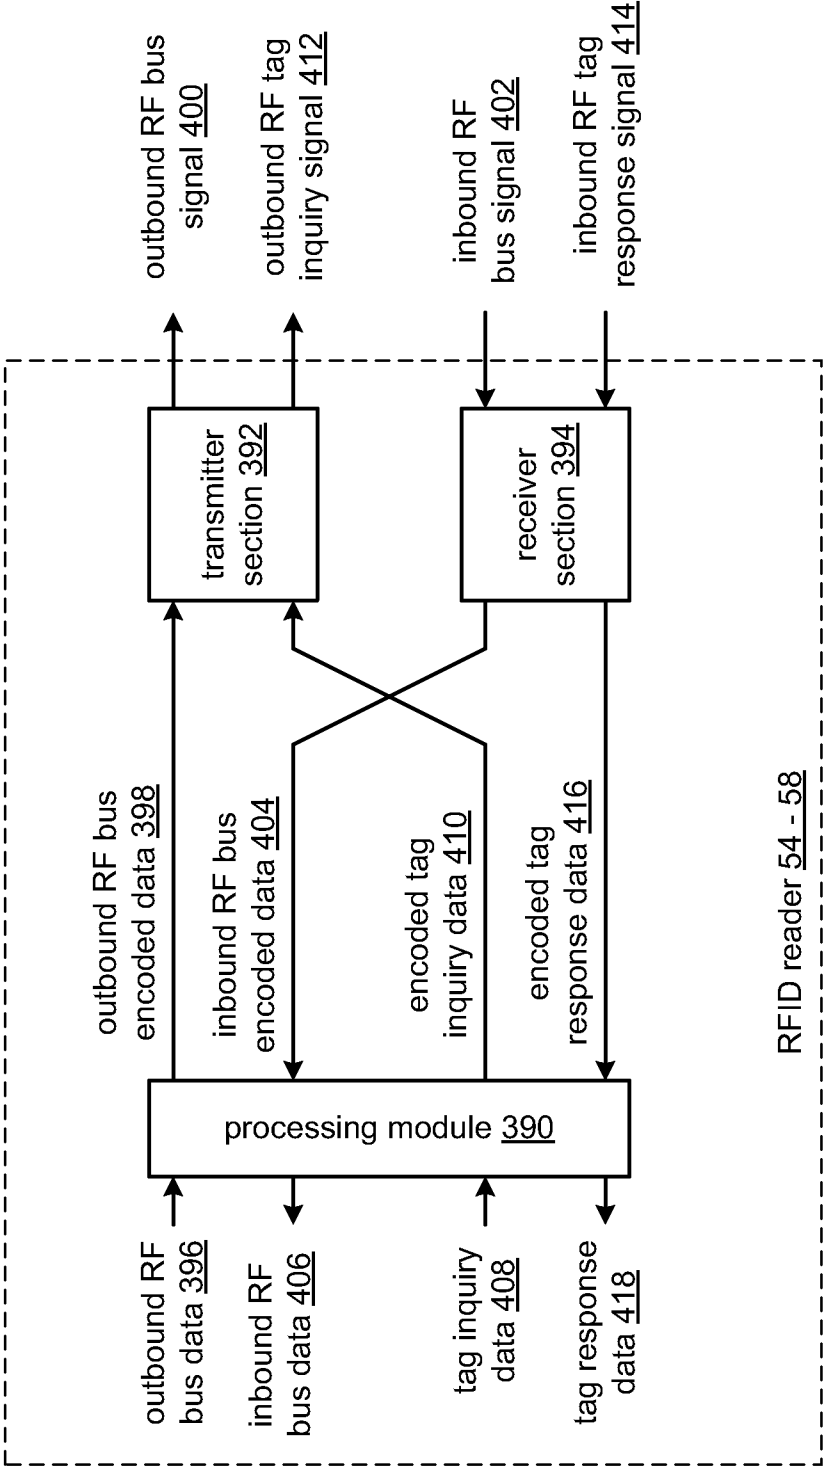 outbound RF bus
signal 400
outbound RF tag
inquiry signal 412
inbound RF
bus signal 402
inbound RF tag
response signal 414
transmitter
section 392
receiver
section 394
outbound RF bus
encoded data 398
inbound RF bus
encoded data 404
encoded tag
inquiry data 410
encoded tag
response data 416
processing module 390
outbound RF
bus data 396
inbound RF
bus data 406
tag inquiry
data 408
tag response
data 418
RFID reader 54 - 58